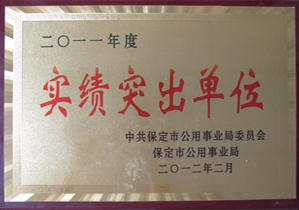 二〇一一年度
实绩突出单位
中共保定市公用事业局委员会
保定市公用事业局
二〇一二年二月